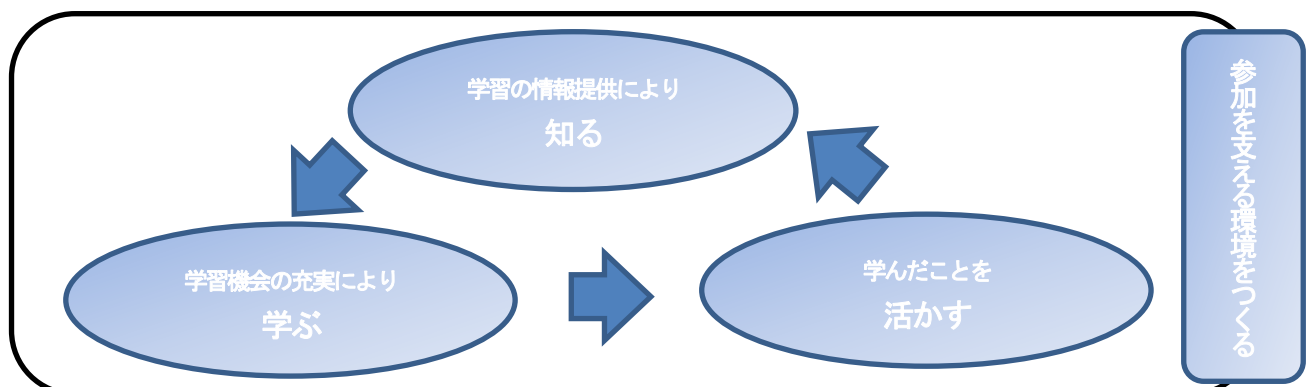 学習の情報提供により
知る
学習機会の充実により
学ぶ
学んだことを
活かす
参加を支える環境をつくる